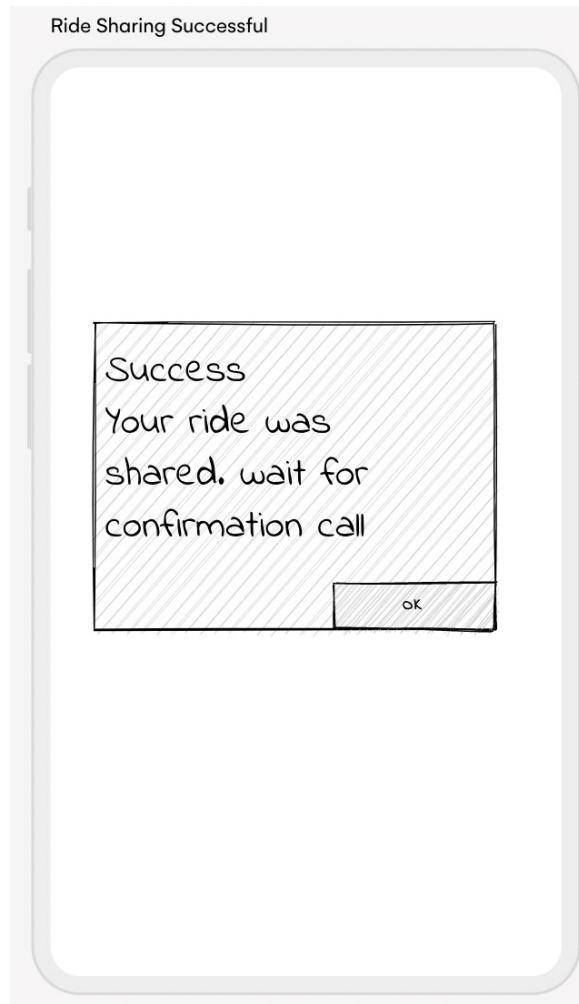 Ride Sharing Successful
Success
Your ride was
shared. wait for
confirmation call
OK